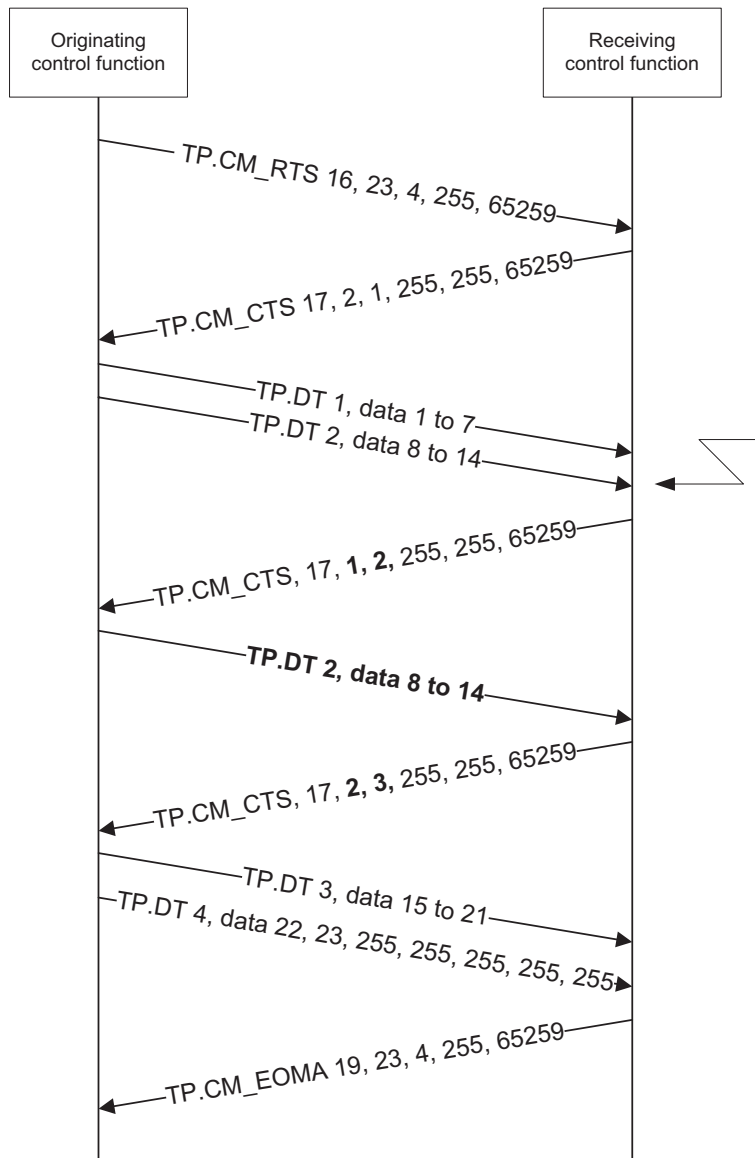 Originating
control function
Receiving
control function
TP.CM_RTS 16, 23, 4, 255, 65259
TP.CM_CTS 17, 2, 1, 255, 255, 65259
TP.DT 1, data 1 to 7
TP.DT 2, data 8 to 14
TP.CM_CTS, 17, 1, 2, 255, 255, 65259
TP.DT 2, data 8 to 14
TP.CM_CTS, 17, 2, 3, 255, 255, 65259
TP.DT 3, data 15 to 21
TP.DT 4, data 22, 23, 255, 255, 255, 255, 255
TP.CM_EOMA 19, 23, 4, 255, 65259